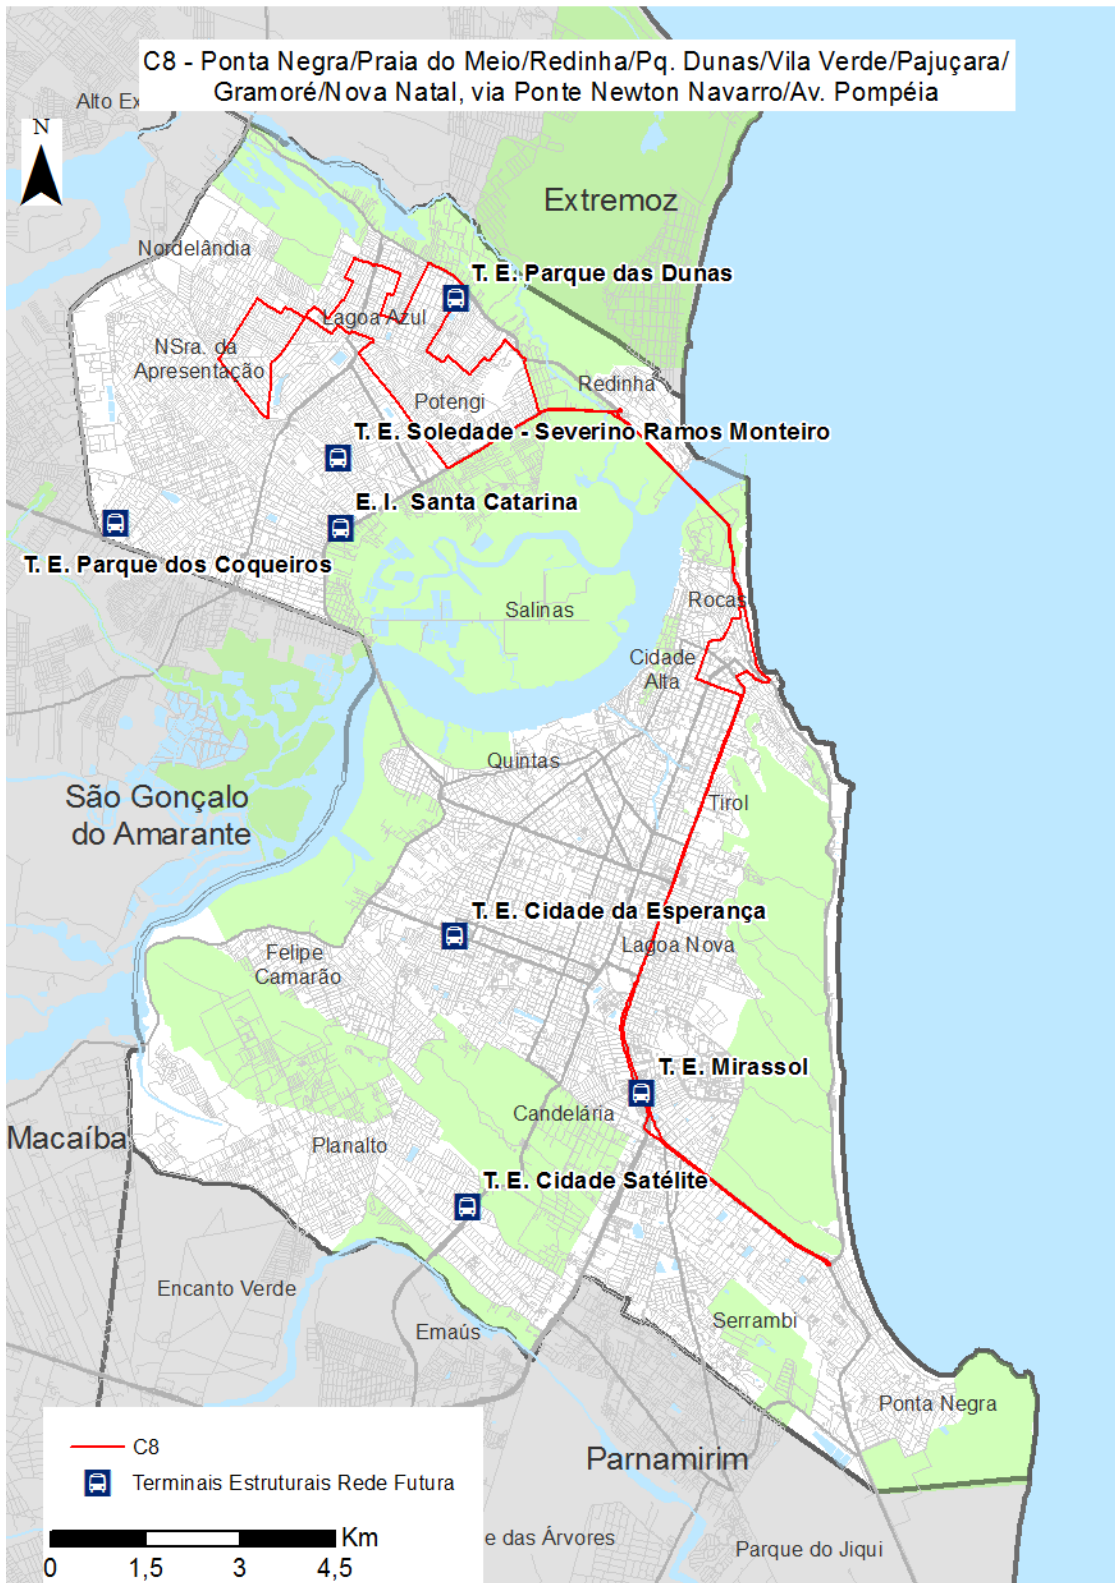 C8 - Ponta Negra/Praia do Meio/Redinha/Pq. Dunas/Vila Verde/Pajuçara/
Gramoré/Nova Natal, via Ponte Newton Navarro/Av. Pompéia
Alto
N
Extremoz
Nordelândia
T. E. Parque das Dunas
Lagoa Azul
NSra. da
Apresentação
Redinha
Potengi
T. E. Soledade - Severino Ramos Monteiro
E. I. Santa Catarina
T. E. Parque dos Coqueiros
Salinas
Rocas
Cidade
Alta
Quintas
São Gonçalo
do Amarante
Tirol
T. E. Cidade da Esperança
Lagoa Nova
Felipe
Camarão
T. E. Mirassol
Candelária
Macaíba
Planalto
T. E. Cidade Satélite
Encanto Verde
Emaús
Serrambi
Ponta Negra
Parnamirim
C8
Terminais Estruturais Rede Futura
Km
0 1,5 3 4,5
e das Árvores
Parque do Jiqui